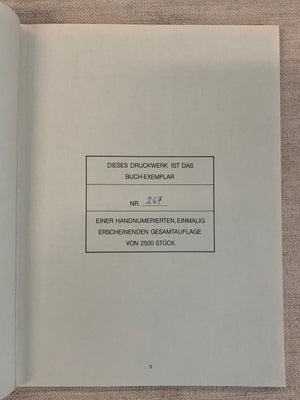 DIESES DRUCKWERK IST DAS
BUCH-EXEMPLAR
NR. 267
EINER HANDNUMERIERTEN, EINMALIG
ERSCHEINENDEN GESAMTAUFLAGE
VON 2500 STÜCK.
5